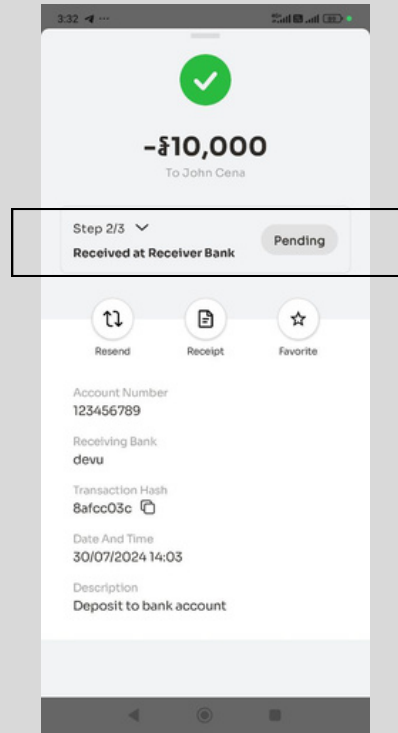 3:32
-₷10,000
To John Cena
Step 2/3
Received at Receiver Bank
Pending
Resend Receipt Favorite
Account Number
123456789
Receiving Bank
devu
Transaction Hash
8afcc03c
Date And Time
30/07/2024 14:03
Description
Deposit to bank account